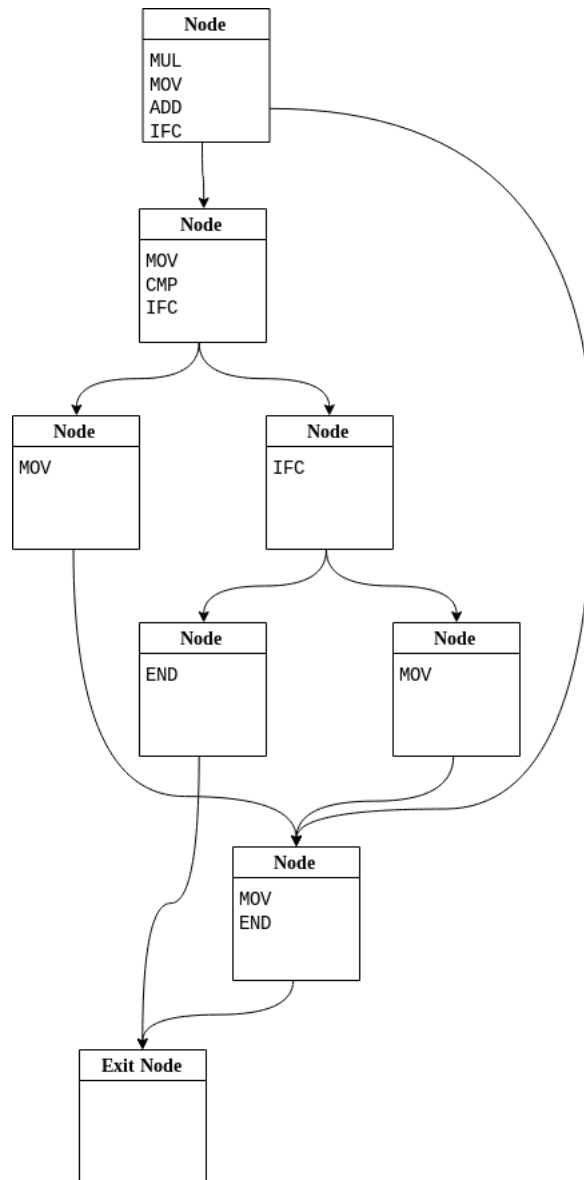 Node
MUL
MOV
ADD
IFC
Node
MOV
CMP
IFC
Node
MOV
Node
IFC
Node
END
Node
MOV
Node
MOV
END
Exit Node